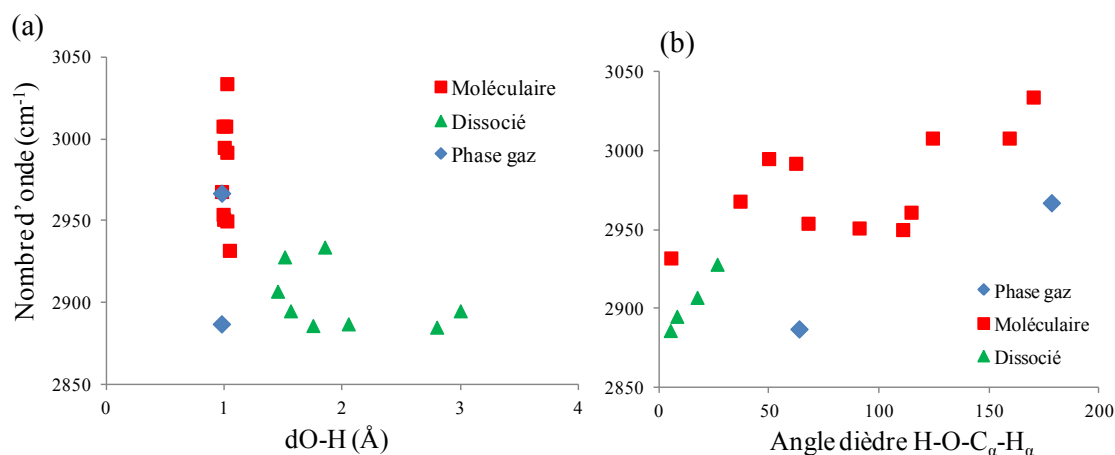 (a)
Nombre d'onde (cm-1)
3050
3000
2950
2900
2850
0
1
2
3
4
dO-H (Å)
Moléculaire
Dissocié
Phase gaz
(b)
3050
3000
2950
2900
2850
0
50
100
150
200
Angle dièdre H-O-Cα-Hα
Phase gaz
Moléculaire
Dissocié